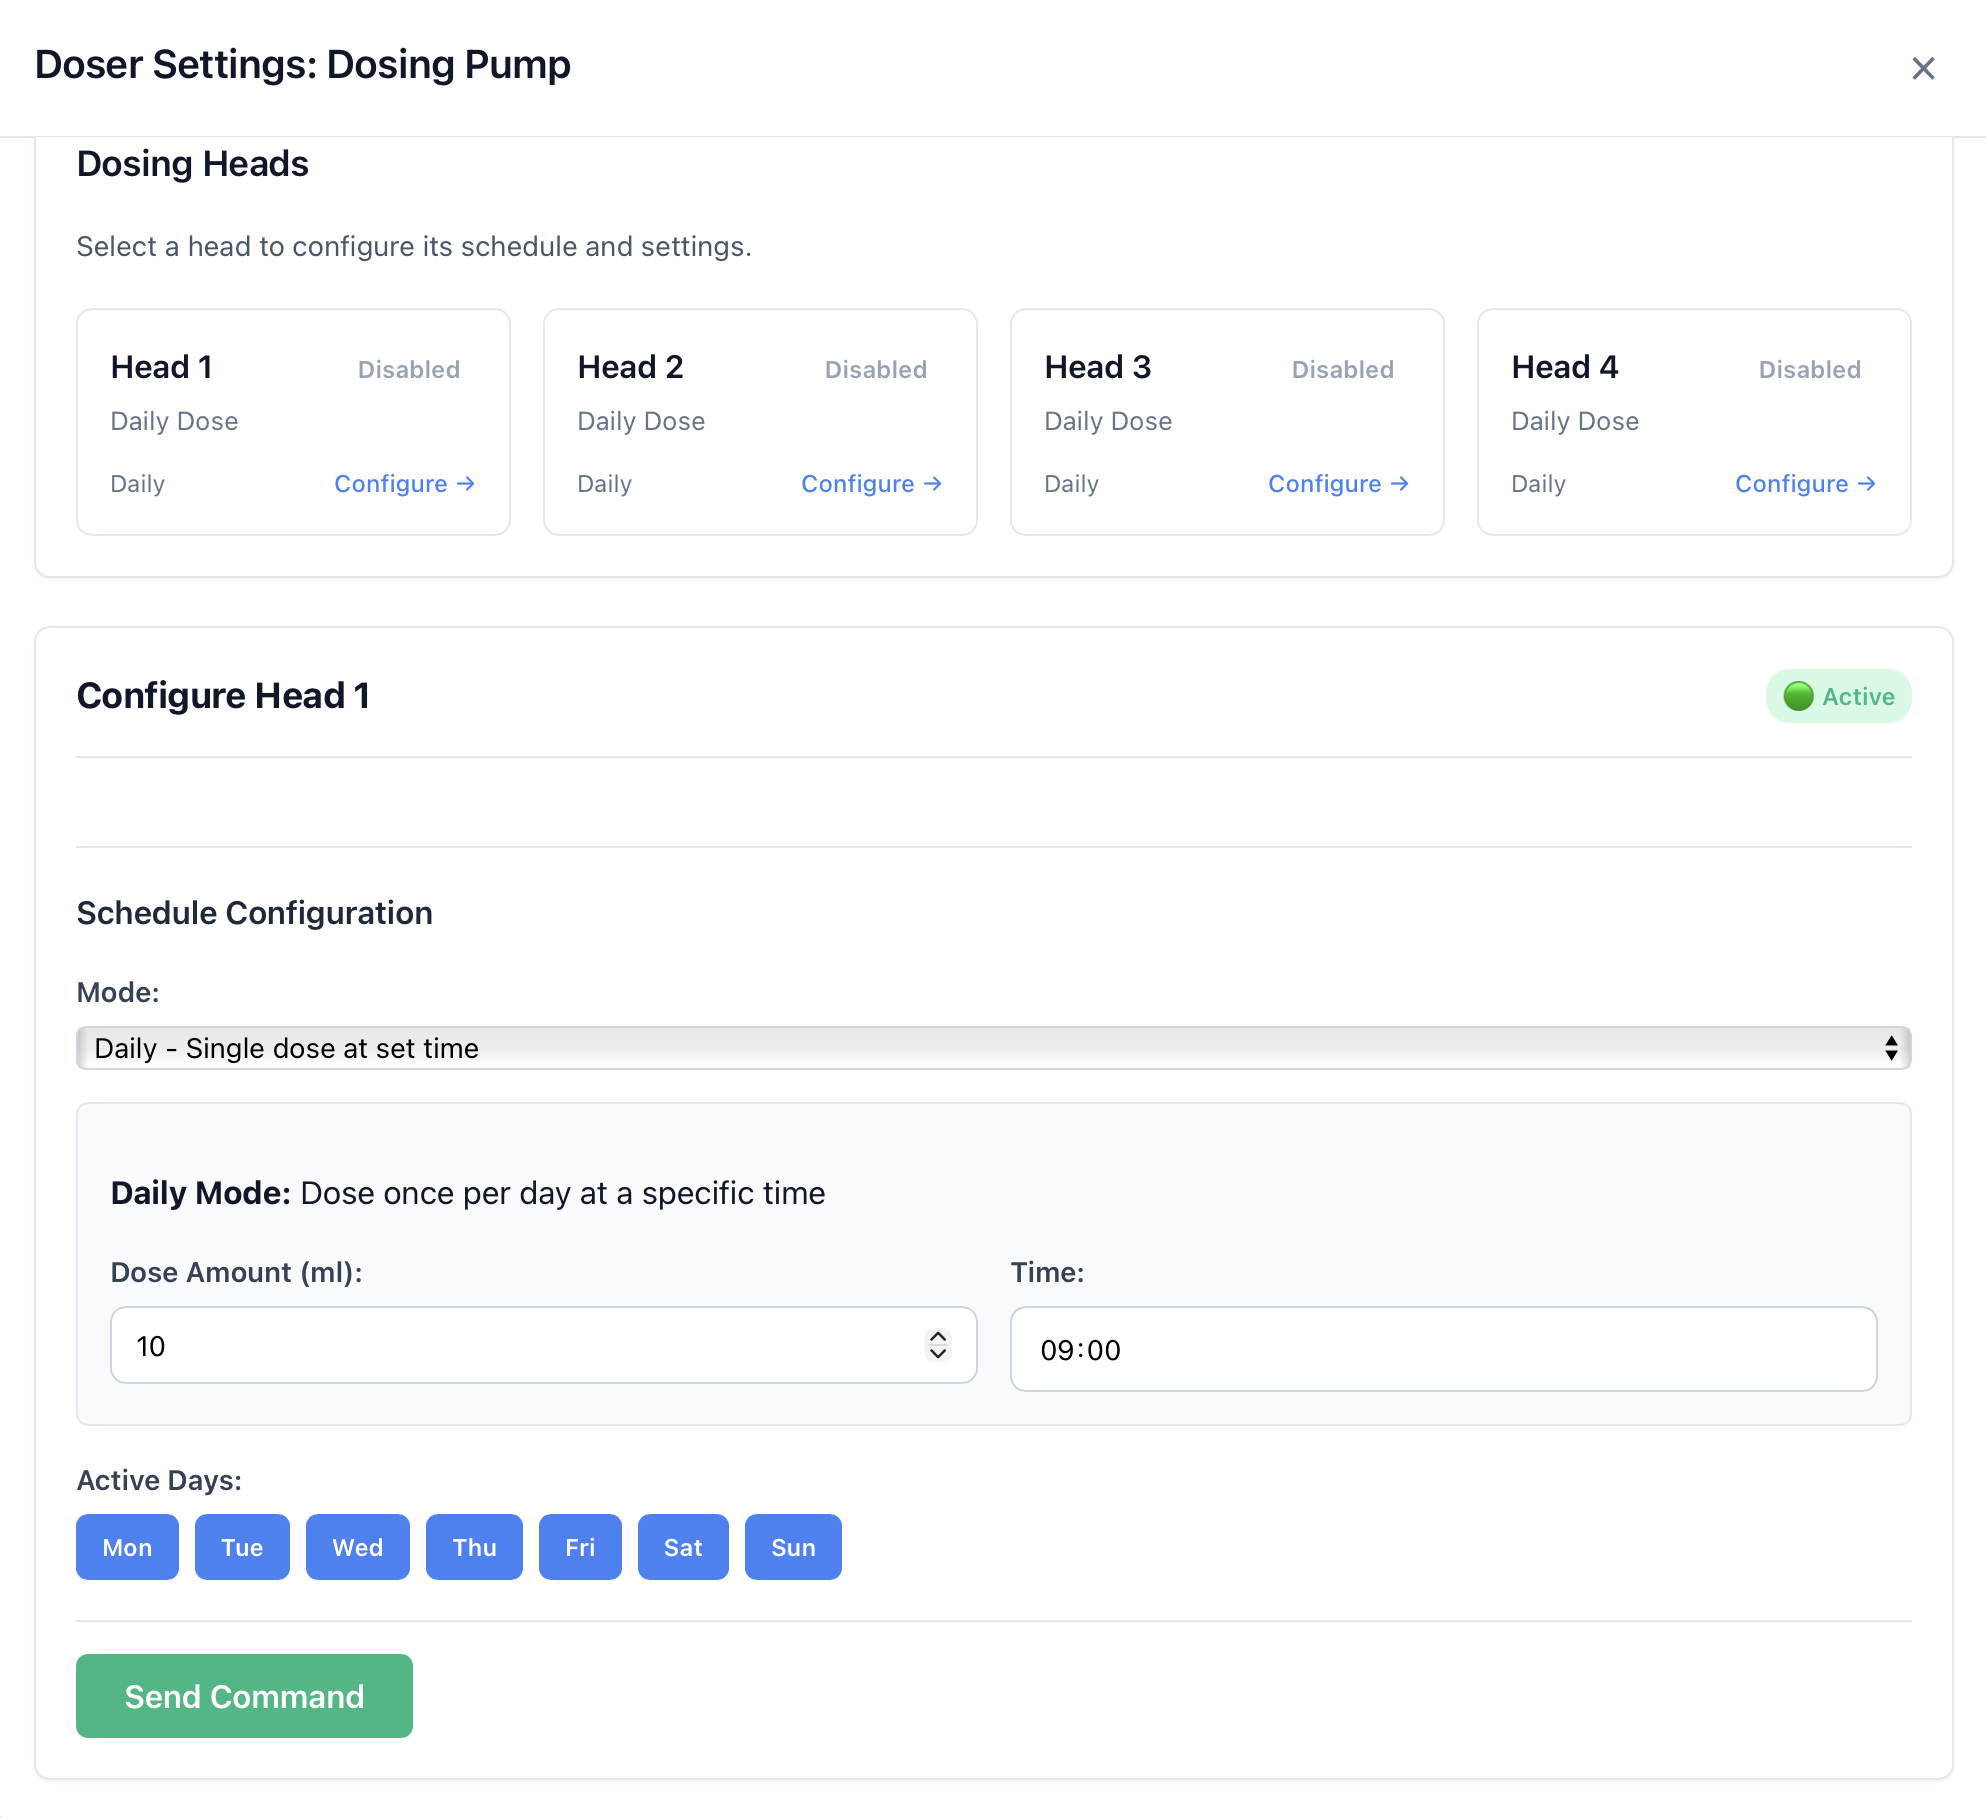 Doser Settings: Dosing Pump
Dosing Heads
Select a head to configure its schedule and settings.
Head 1 Disabled
Daily Dose
Daily Configure →
Head 2 Disabled
Daily Dose
Daily Configure →
Head 3 Disabled
Daily Dose
Daily Configure →
Head 4 Disabled
Daily Dose
Daily Configure →
Configure Head 1
Active
Schedule Configuration
Mode:
Daily - Single dose at set time
Daily Mode: Dose once per day at a specific time
Dose Amount (ml):
10
Time:
09:00
Active Days:
Mon Tue Wed Thu Fri Sat Sun
Send Command